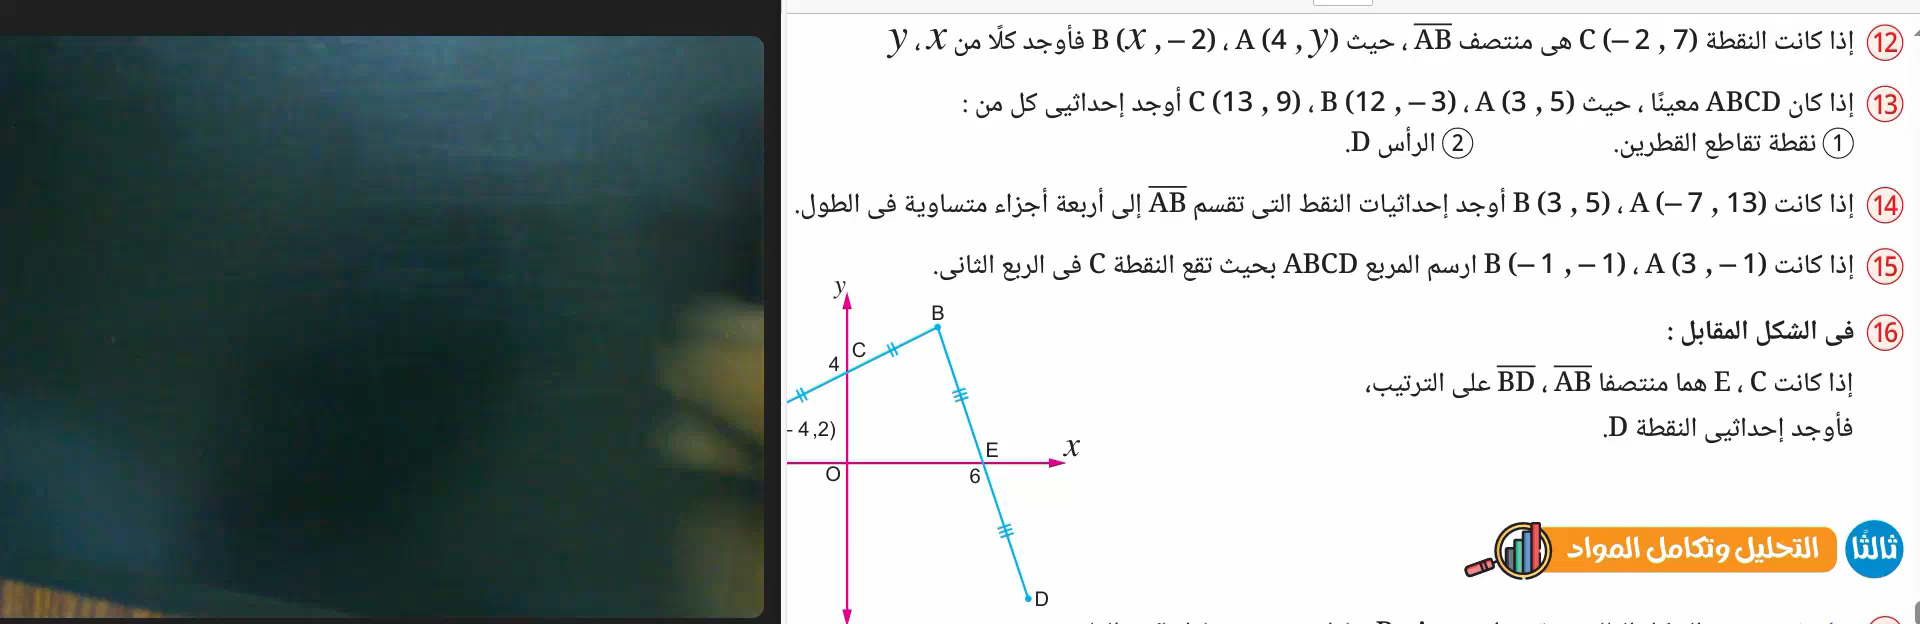 12 إذا كانت النقطة C (– 2 , 7) هى منتصف AB ، حيث A (4 , y) ، B (x , – 2) فأوجد كلًا من x ، y
13 إذا كان ABCD معينًا ، حيث A (3 , 5) ، B (12 , – 3) ، C (13 , 9) أوجد إحداثيى كل من :
1 نقطة تقاطع القطرين. 2 الرأس D.
14 إذا كانت A (– 7 , 13) ، B (3 , 5) أوجد إحداثيات النقط التى تقسم AB إلى أربعة أجزاء متساوية فى الطول.
15 إذا كانت A (3 , – 1) ، B (– 1 , – 1) ارسم المربع ABCD بحيث تقع النقطة C فى الربع الثانى.
16 فى الشكل المقابل :
إذا كانت E ، C هما منتصفا AB ، BD على الترتيب،
فأوجد إحداثيى النقطة D.
y
B
C
4
- 4 ,2)
E
x
O
6
D
ثالثًا التحليل وتكامل المواد